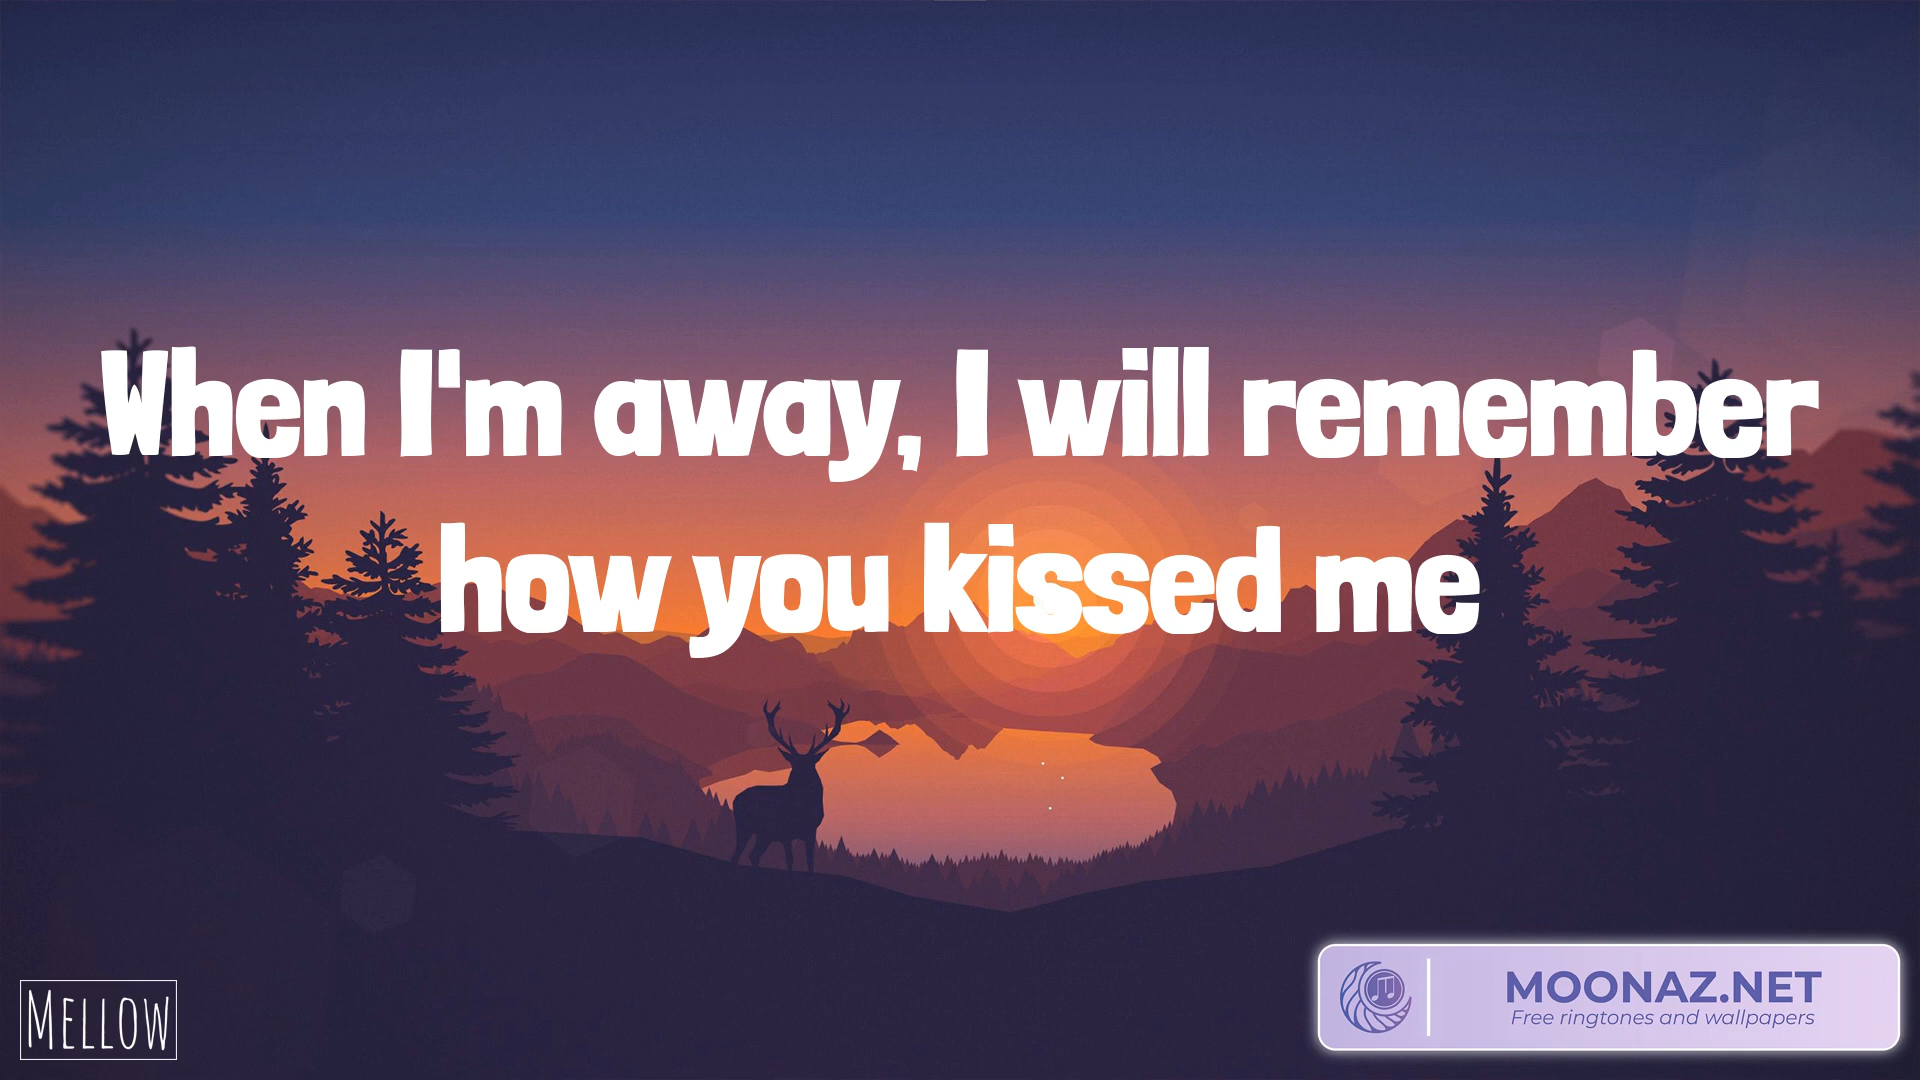 When I'm away, I will remember
how you kissed me
MELLOW
MOONAZ.NET
Free ringtones and wallpapers